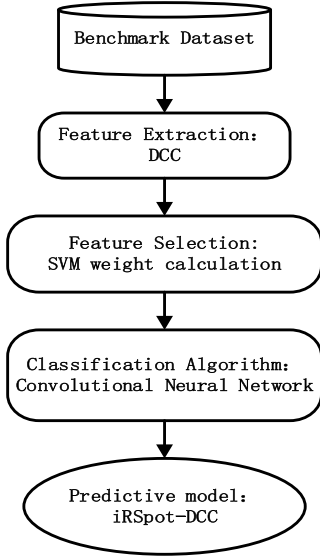 Benchmark Dataset
Feature Extraction:
DCC
Feature Selection:
SVM weight calculation
Classification Algorithm:
Convolutional Neural Network
Predictive model:
iRSpot-DCC